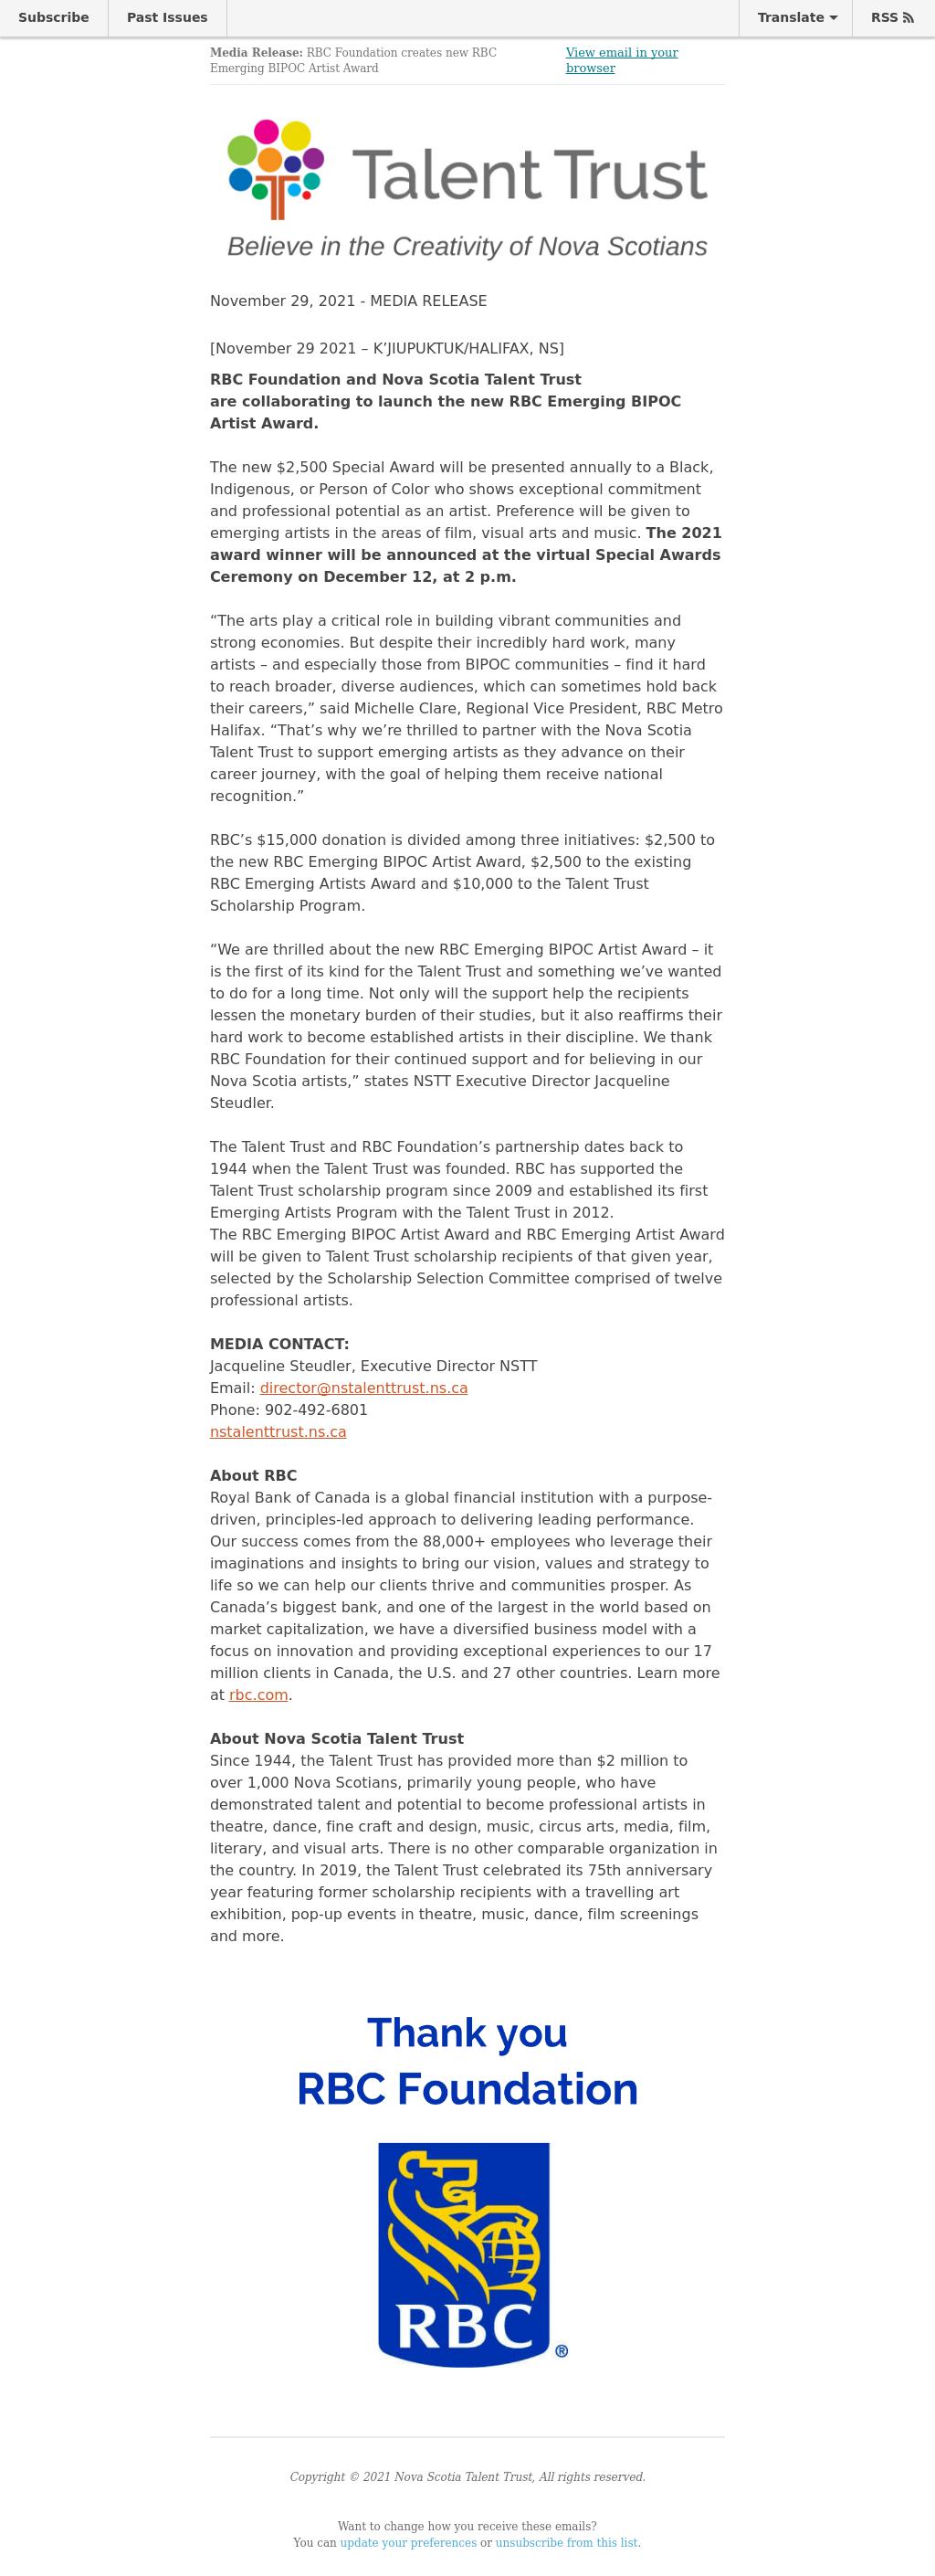 Subscribe
Past Issues
Translate
RSS
Media Release: RBC Foundation creates new RBC
Emerging BIPOC Artist Award
View email in your
browser
Talent Trust
Believe in the Creativity of Nova Scotians
November 29, 2021 - MEDIA RELEASE
[November 29 2021 – K’JIUPUKTUK/HALIFAX, NS]
RBC Foundation and Nova Scotia Talent Trust
are collaborating to launch the new RBC Emerging BIPOC
Artist Award.
The new $2,500 Special Award will be presented annually to a Black,
Indigenous, or Person of Color who shows exceptional commitment
and professional potential as an artist. Preference will be given to
emerging artists in the areas of film, visual arts and music. The 2021
award winner will be announced at the virtual Special Awards
Ceremony on December 12, at 2 p.m.
“The arts play a critical role in building vibrant communities and
strong economies. But despite their incredibly hard work, many
artists – and especially those from BIPOC communities – find it hard
to reach broader, diverse audiences, which can sometimes hold back
their careers,” said Michelle Clare, Regional Vice President, RBC Metro
Halifax. “That’s why we’re thrilled to partner with the Nova Scotia
Talent Trust to support emerging artists as they advance on their
career journey, with the goal of helping them receive national
recognition.”
RBC’s $15,000 donation is divided among three initiatives: $2,500 to
the new RBC Emerging BIPOC Artist Award, $2,500 to the existing
RBC Emerging Artists Award and $10,000 to the Talent Trust
Scholarship Program.
“We are thrilled about the new RBC Emerging BIPOC Artist Award – it
is the first of its kind for the Talent Trust and something we’ve wanted
to do for a long time. Not only will the support help the recipients
lessen the monetary burden of their studies, but it also reaffirms their
hard work to become established artists in their discipline. We thank
RBC Foundation for their continued support and for believing in our
Nova Scotia artists,” states NSTT Executive Director Jacqueline
Steudler.
The Talent Trust and RBC Foundation’s partnership dates back to
1944 when the Talent Trust was founded. RBC has supported the
Talent Trust scholarship program since 2009 and established its first
Emerging Artists Program with the Talent Trust in 2012.
The RBC Emerging BIPOC Artist Award and RBC Emerging Artist Award
will be given to Talent Trust scholarship recipients of that given year,
selected by the Scholarship Selection Committee comprised of twelve
professional artists.
MEDIA CONTACT:
Jacqueline Steudler, Executive Director NSTT
Email: director@nstalenttrust.ns.ca
Phone: 902-492-6801
nstalenttrust.ns.ca
About RBC
Royal Bank of Canada is a global financial institution with a purpose-
driven, principles-led approach to delivering leading performance.
Our success comes from the 88,000+ employees who leverage their
imaginations and insights to bring our vision, values and strategy to
life so we can help our clients thrive and communities prosper. As
Canada’s biggest bank, and one of the largest in the world based on
market capitalization, we have a diversified business model with a
focus on innovation and providing exceptional experiences to our 17
million clients in Canada, the U.S. and 27 other countries. Learn more
at rbc.com.
About Nova Scotia Talent Trust
Since 1944, the Talent Trust has provided more than $2 million to
over 1,000 Nova Scotians, primarily young people, who have
demonstrated talent and potential to become professional artists in
theatre, dance, fine craft and design, music, circus arts, media, film,
literary, and visual arts. There is no other comparable organization in
the country. In 2019, the Talent Trust celebrated its 75th anniversary
year featuring former scholarship recipients with a travelling art
exhibition, pop-up events in theatre, music, dance, film screenings
and more.
Thank you
RBC Foundation
RBC
®
Copyright © 2021 Nova Scotia Talent Trust, All rights reserved.
Want to change how you receive these emails?
You can update your preferences or unsubscribe from this list.